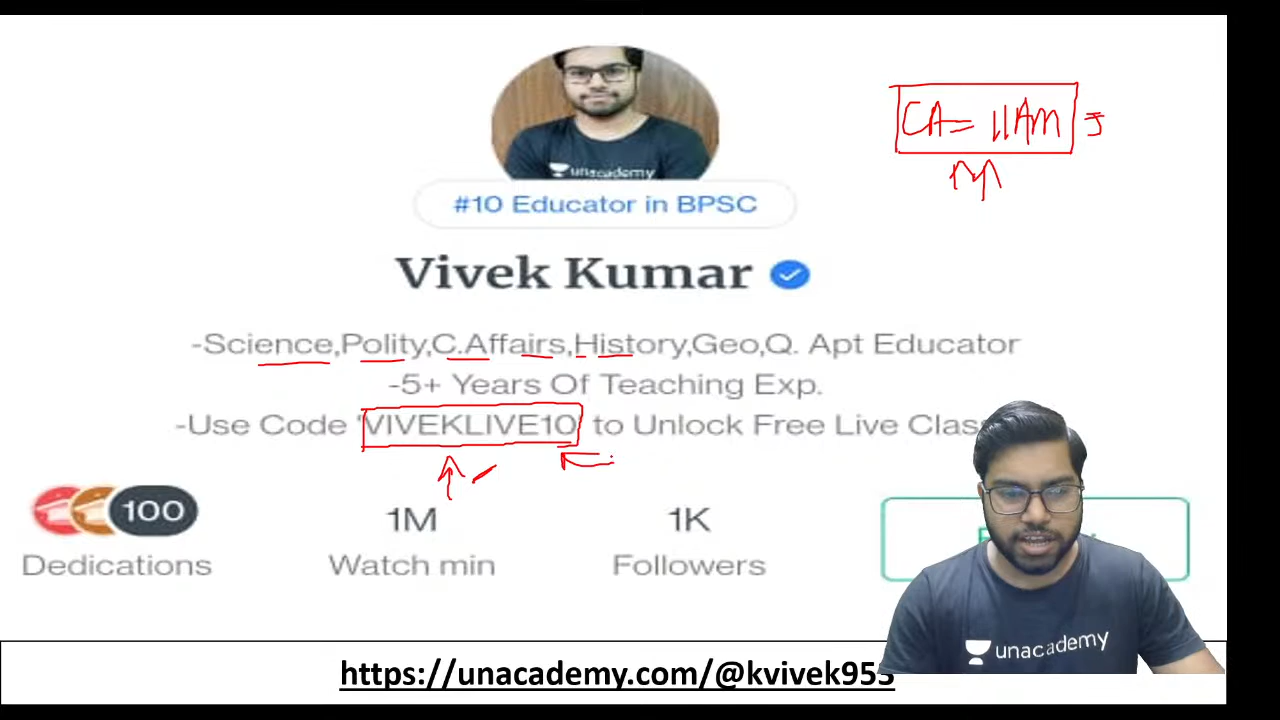 unacademy
CA = 11AM
#10 Educator in BPSC
Vivek Kumar
-Science,Polity,C.Affairs,History,Geo,Q. Apt Educator
-5+ Years Of Teaching Exp.
-Use Code 'VIVEKLIVE10' to Unlock Free Live
100
1M
1K
Dedications
Watch min
Followers
unacademy
https://unacademy.com/@kvivek953